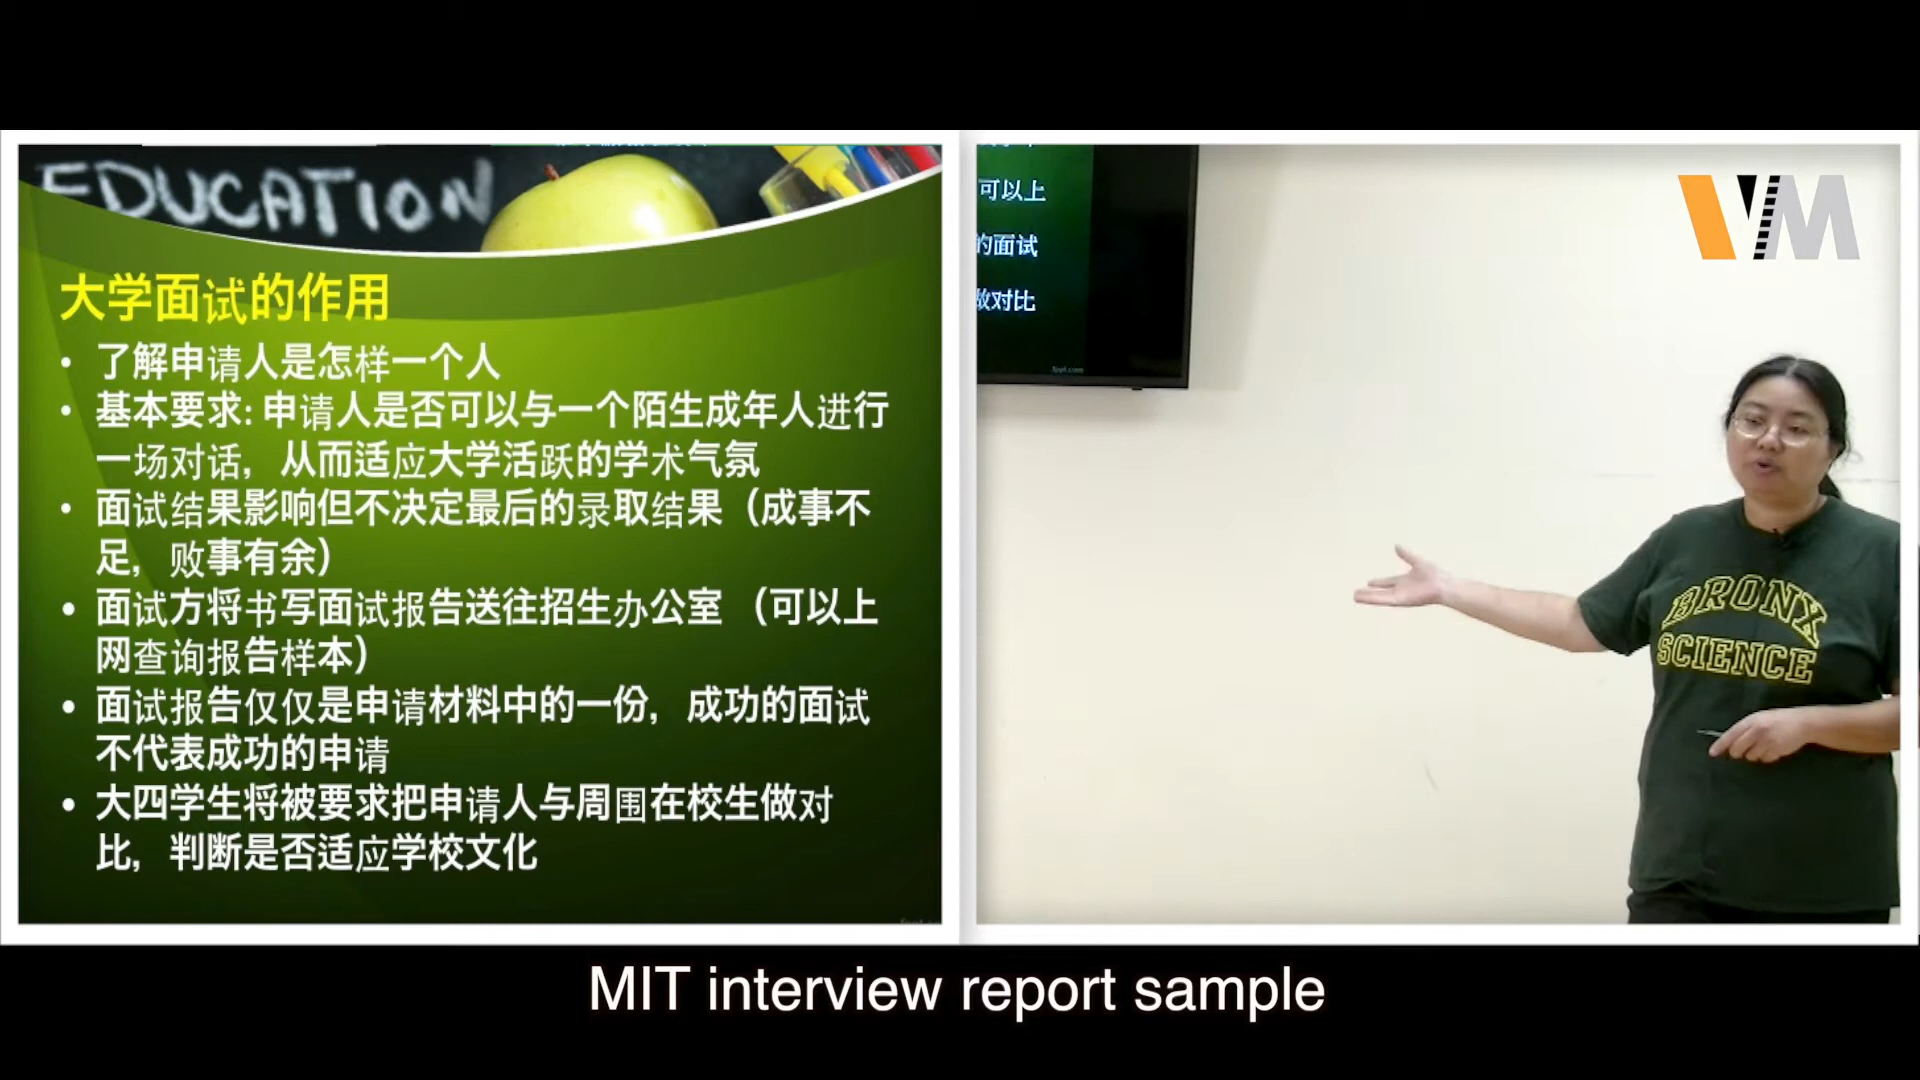 EDUCATION
大学面试的作用
• 了解申请人是怎样一个人
• 基本要求: 申请人是否可以与一个陌生成年人进行
一场对话，从而适应大学活跃的学术气氛
• 面试结果影响但不决定最后的录取结果（成事不
足，败事有余）
• 面试方将书写面试报告送往招生办公室 （可以上
网查询报告样本）
• 面试报告仅仅是申请材料中的一份，成功的面试
不代表成功的申请
• 大四学生将被要求把申请人与周围在校生做对
比，判断是否适应学校文化
可以上
的面试
做对比
fppt.com
VM
BRONX
SCIENCE
MIT interview report sample